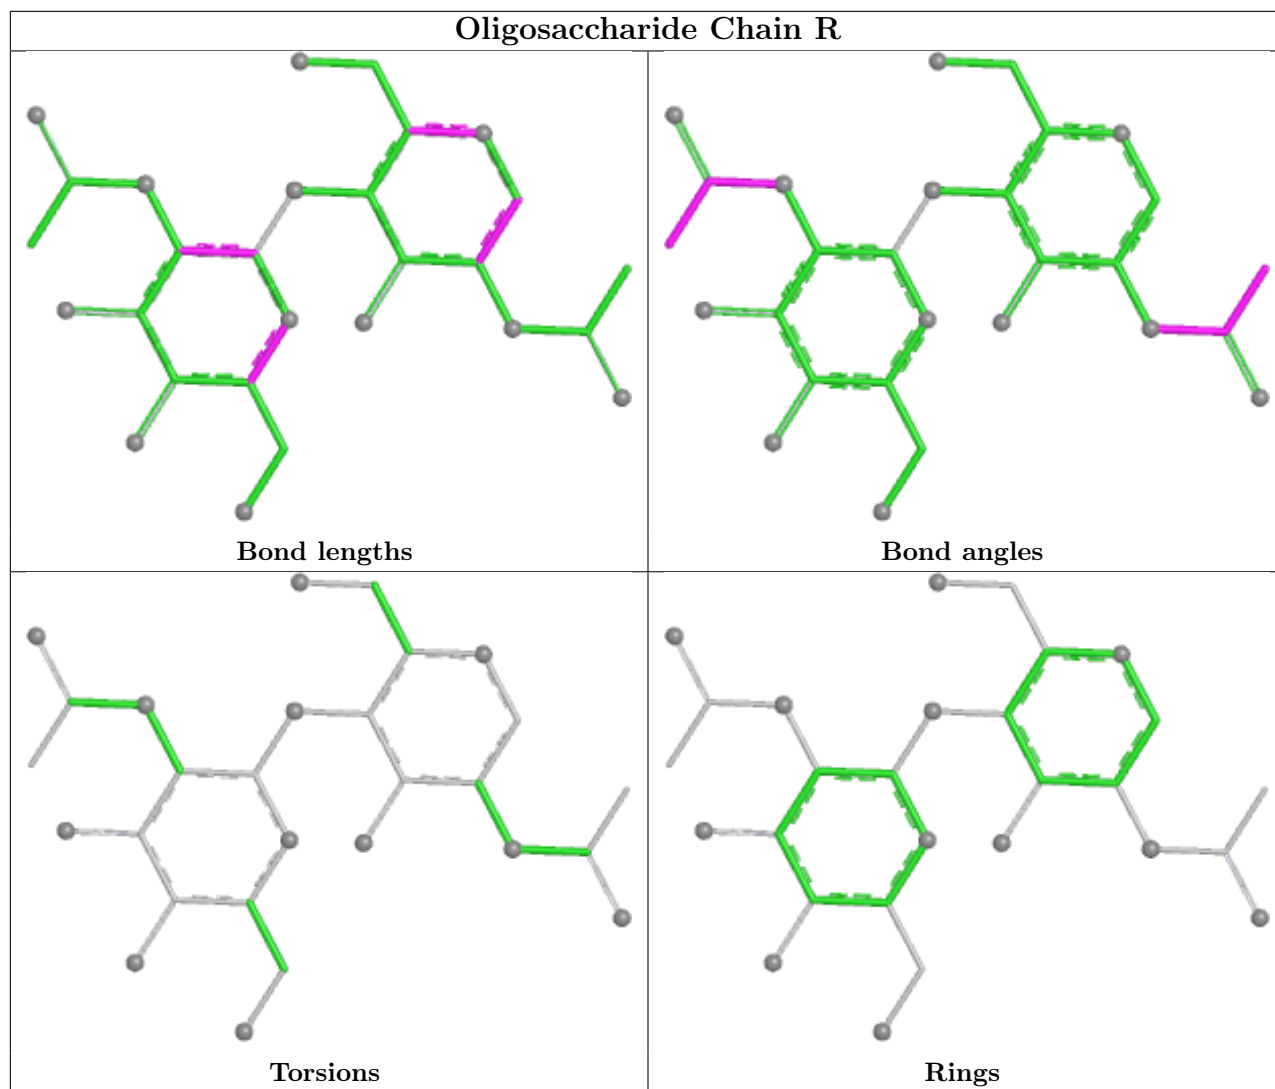 Oligosaccharide Chain R
Bond lengths
Bond angles
Torsions
Rings